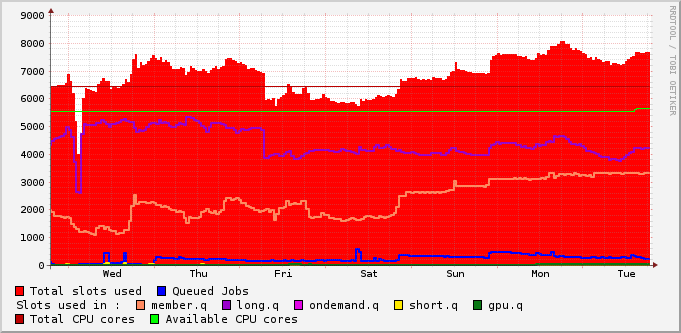 9000
8000
7000
6000
5000
4000
3000
2000
1000
0
Wed Thu Fri Sat Sun Mon Tue
RRDTOOL / TOBI OETIKER
Total slots used Queued Jobs
Slots used in : member.q long.q ondemand.q short.q gpu.q
Total CPU cores Available CPU cores